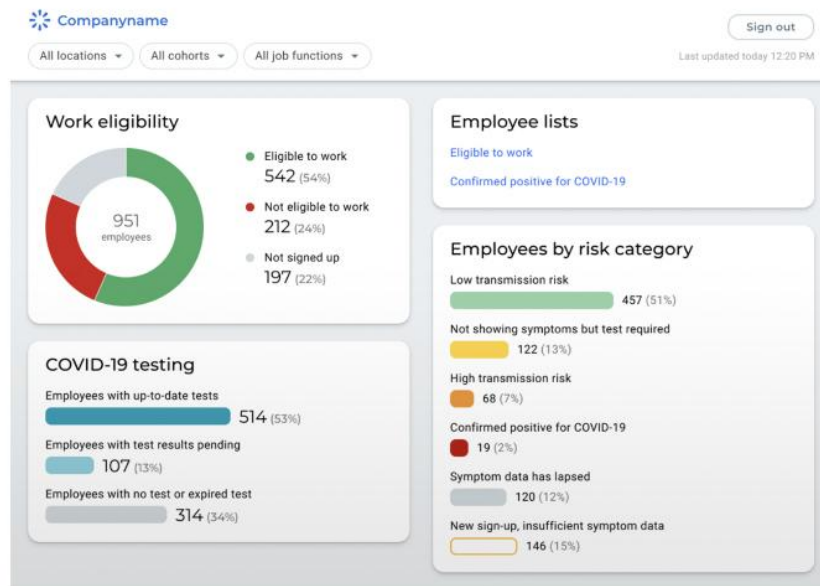 Companyname
Sign out
All locations
All cohorts
All job functions
Last updated today 12:20 PM
Work eligibility
951
employees
Eligible to work
542 (54%)
Not eligible to work
212 (24%)
Not signed up
197 (22%)
COVID-19 testing
Employees with up-to-date tests
514 (53%)
Employees with test results pending
107 (13%)
Employees with no test or expired test
314 (34%)
Employee lists
Eligible to work
Confirmed positive for COVID-19
Employees by risk category
Low transmission risk
457 (51%)
Not showing symptoms but test required
122 (13%)
High transmission risk
68 (7%)
Confirmed positive for COVID-19
19 (2%)
Symptom data has lapsed
120 (12%)
New sign-up, insufficient symptom data
146 (15%)